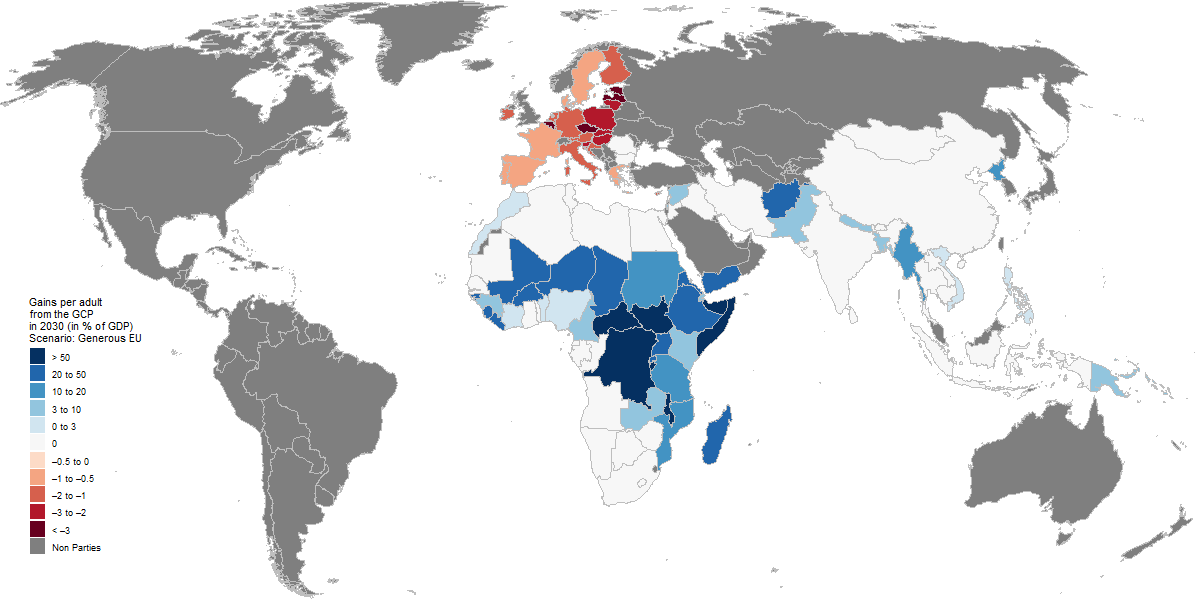 Gains per adult
from the GCP
in 2030 (in % of GDP)
Scenario: Generous EU
> 50
20 to 50
10 to 20
3 to 10
0 to 3
0
–0.5 to 0
–1 to –0.5
–2 to –1
–3 to –2
< –3
Non Parties